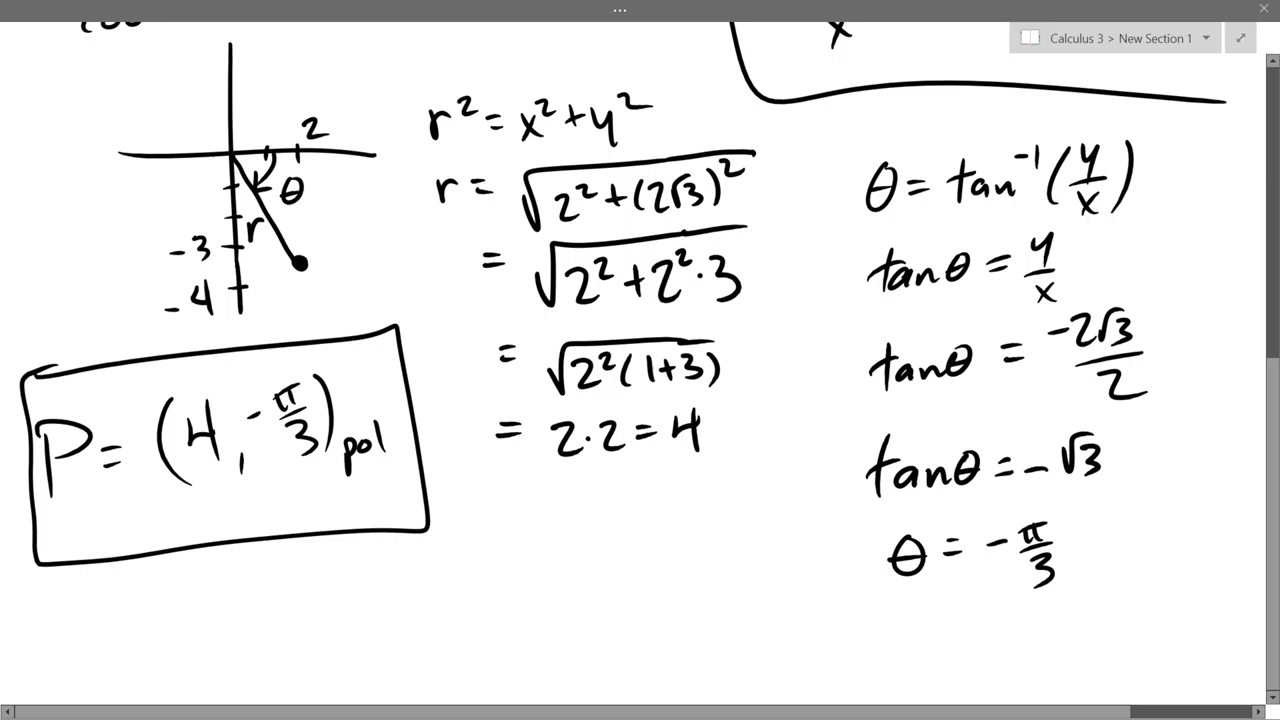 Calculus 3 > New Section 1
x
2
θ
r
-3
-4
r² = x² + y²
r = √(2² + (2√3)²)
= √(2² + 2²·3)
= √(2²(1+3))
= 2·2 = 4
θ = tan⁻¹(y/x)
tanθ = y/x
tanθ = -2√3/2
tanθ = -√3
θ = -π/3
P = (4, -π/3)pol